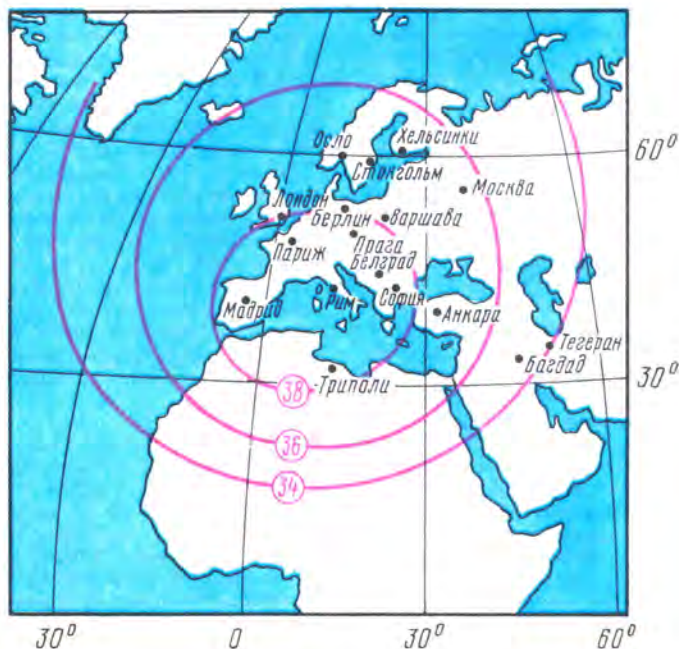 Осло
Хельсинки
60°
Стокгольм
Москва
Лондон
Берлин
Варшава
Париж
Прага
Белград
Мадрид
Рим
София
Анкара
Тегеран
Багдад
-Триполи
30°
38
36
34
30°
0
30°
60°